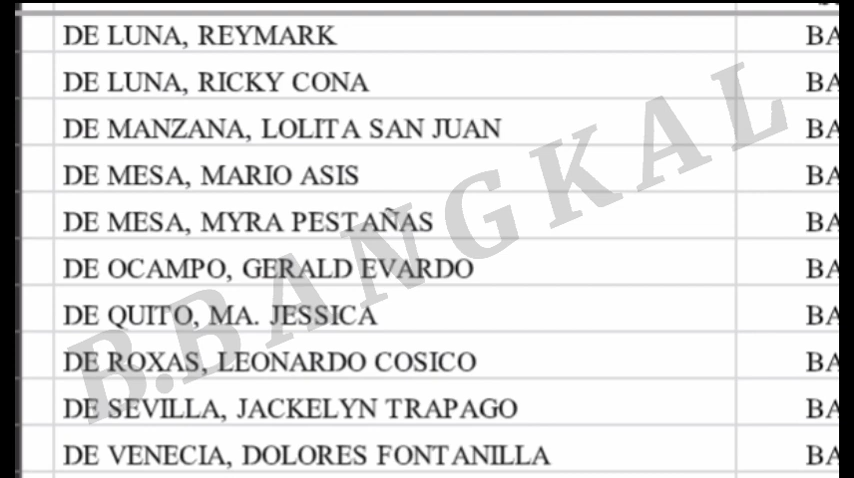 DE LUNA, REYMARK BA
DE LUNA, RICKY CONA BA
DE MANZANA, LOLITA SAN JUAN BA
DE MESA, MARIO ASIS BA
DE MESA, MYRA PESTAÑAS BA
DE OCAMPO, GERALD EVARDO BA
DE QUITO, MA. JESSICA BA
DE ROXAS, LEONARDO COSICO BA
DE SEVILLA, JACKELYN TRAPAGO BA
DE VENECIA, DOLORES FONTANILLA BA
B.BANGKAL